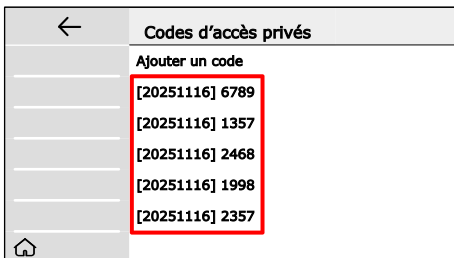 Codes d'accès privés
Ajouter un code
[20251116] 6789
[20251116] 1357
[20251116] 2468
[20251116] 1998
[20251116] 2357